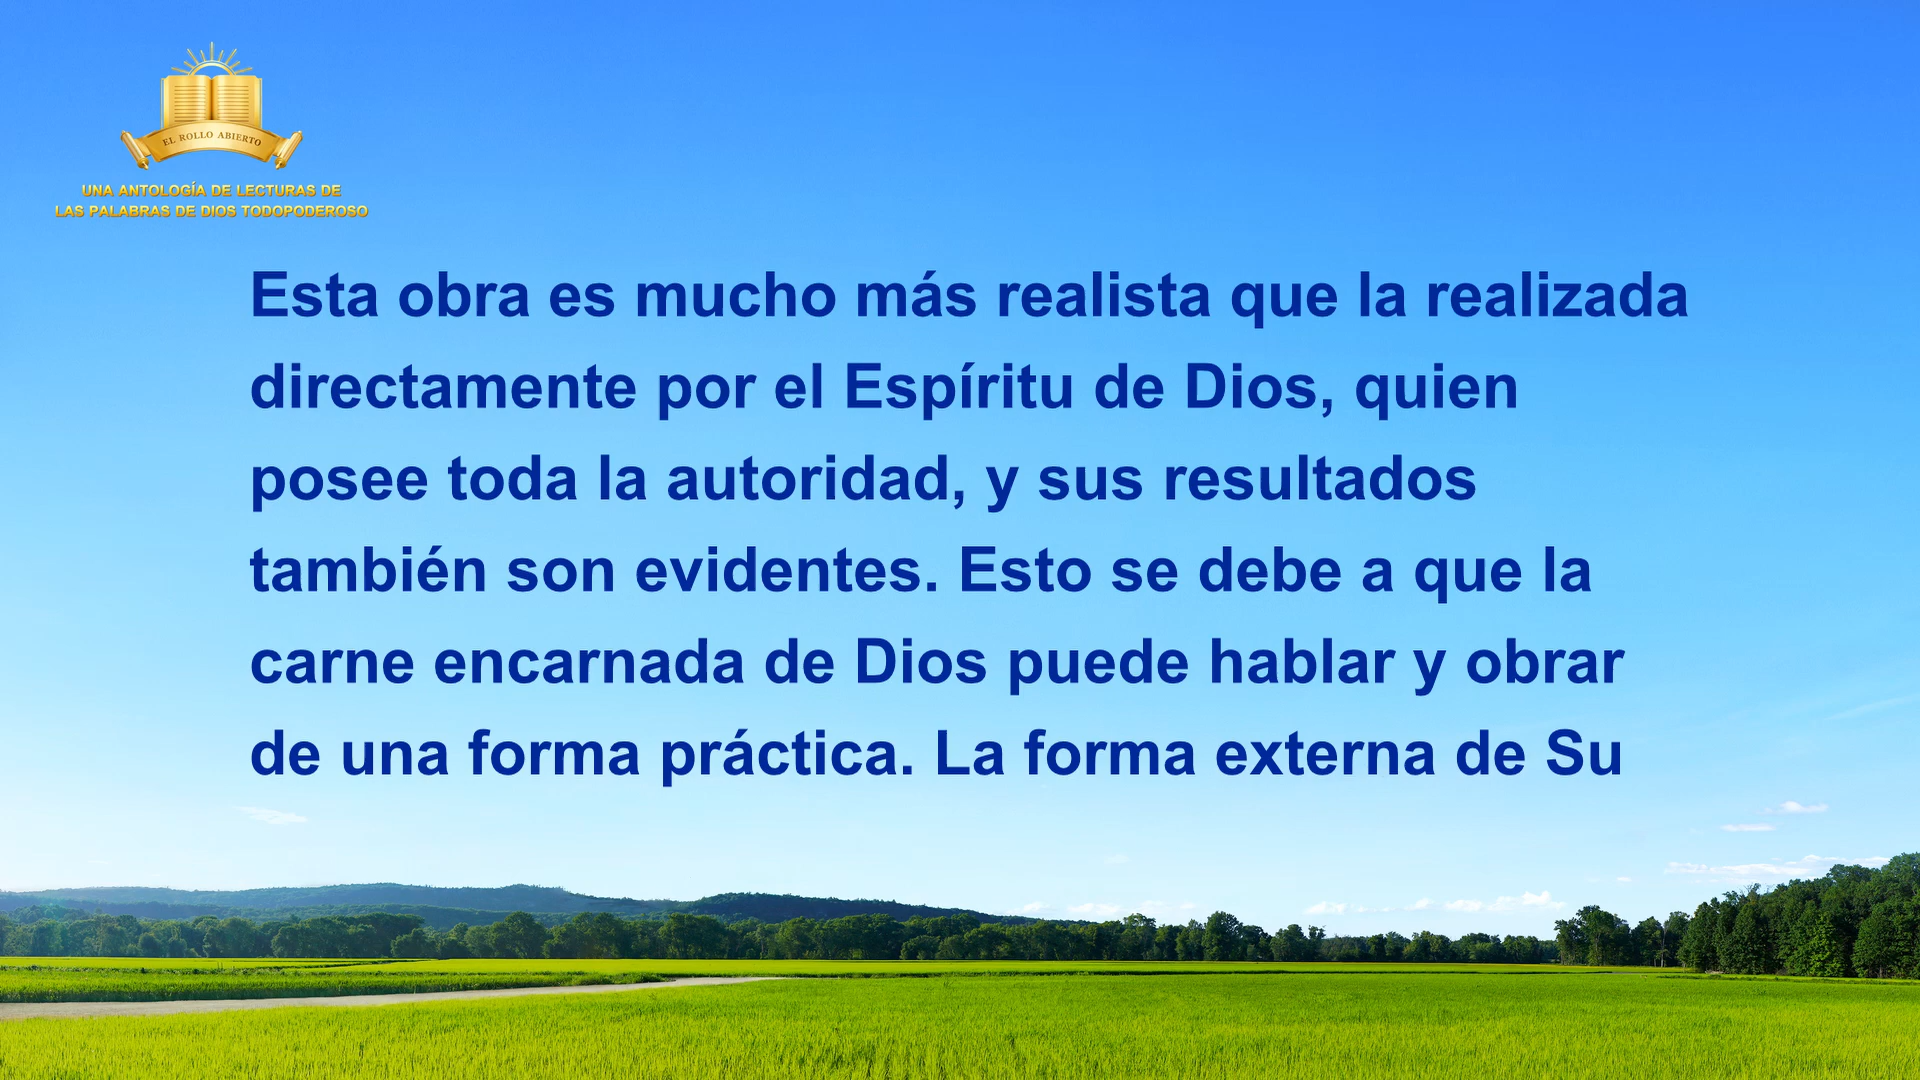 EL ROLLO ABIERTO
UNA ANTOLOGÍA DE LECTURAS DE
LAS PALABRAS DE DIOS TODOPODEROSO
Esta obra es mucho más realista que la realizada
directamente por el Espíritu de Dios, quien
posee toda la autoridad, y sus resultados
también son evidentes. Esto se debe a que la
carne encarnada de Dios puede hablar y obrar
de una forma práctica. La forma externa de Su